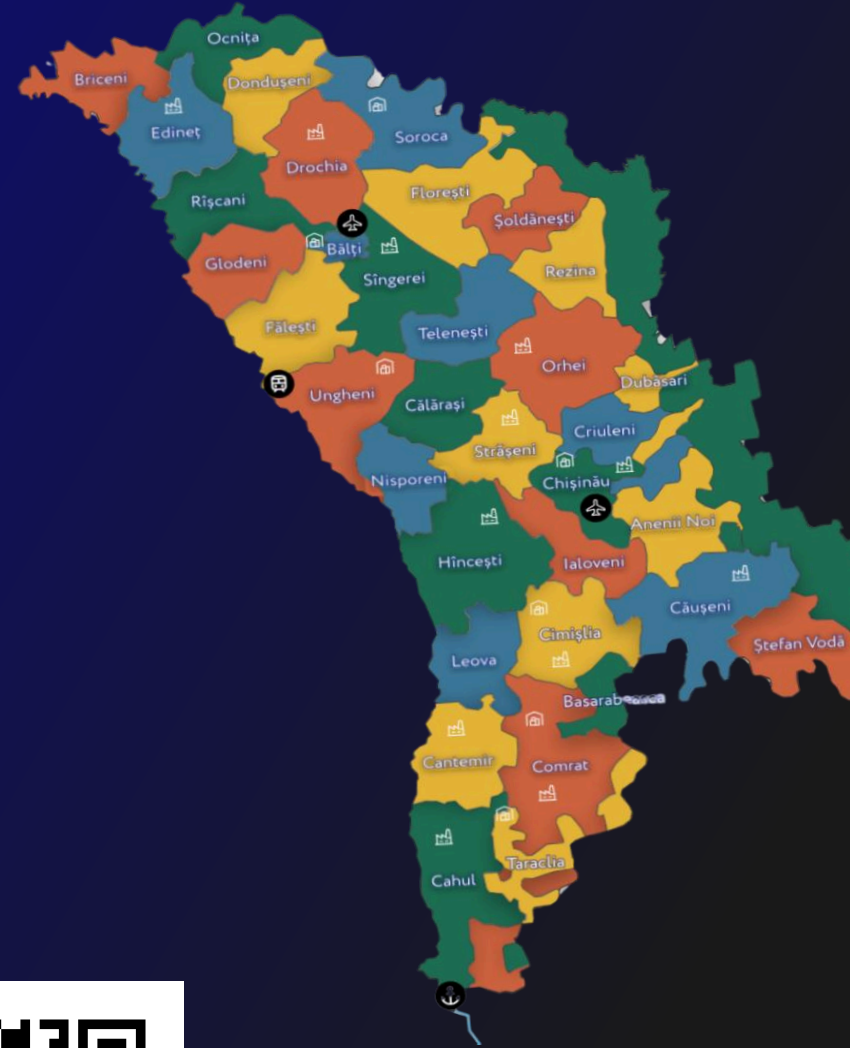 Ocnița
Briceni
Dondușeni
Edineț
Soroca
Drochia
Florești
Rîșcani
Șoldănești
Bălți
Glodeni
Rezina
Sîngerei
Fălești
Telenești
Orhei
Dubăsari
Ungheni
Călărași
Criuleni
Strășeni
Nisporeni
Chișinău
Anenii Noi
Hîncești
Ialoveni
Căușeni
Cimișlia
Ștefan Vodă
Leova
Basarabeasca
Cantemir
Comrat
Taraclia
Cahul